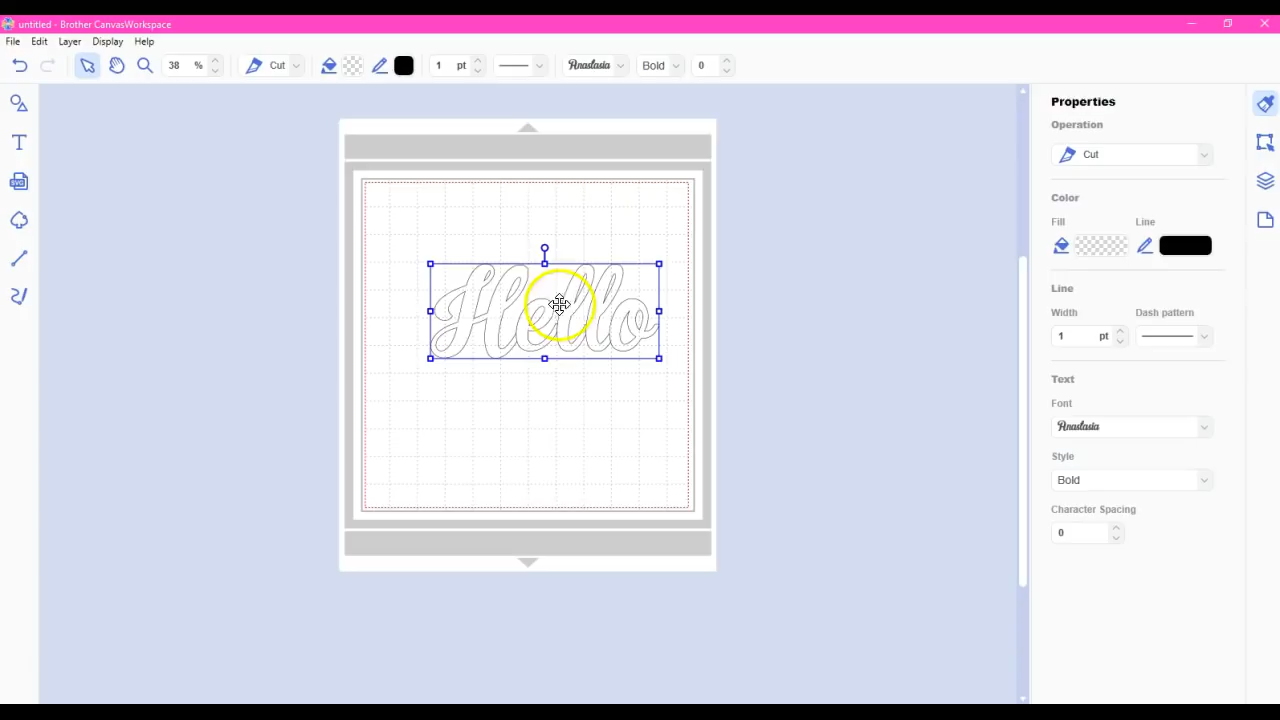 untitled - Brother CanvasWorkspace
File Edit Layer Display Help
38 % Cut 1 pt Anastasia Bold 0
SVG
Hello
Properties
Operation
Cut
Color
Fill Line
Line
Width Dash pattern
1 pt
Text
Font
Anastasia
Style
Bold
Character Spacing
0